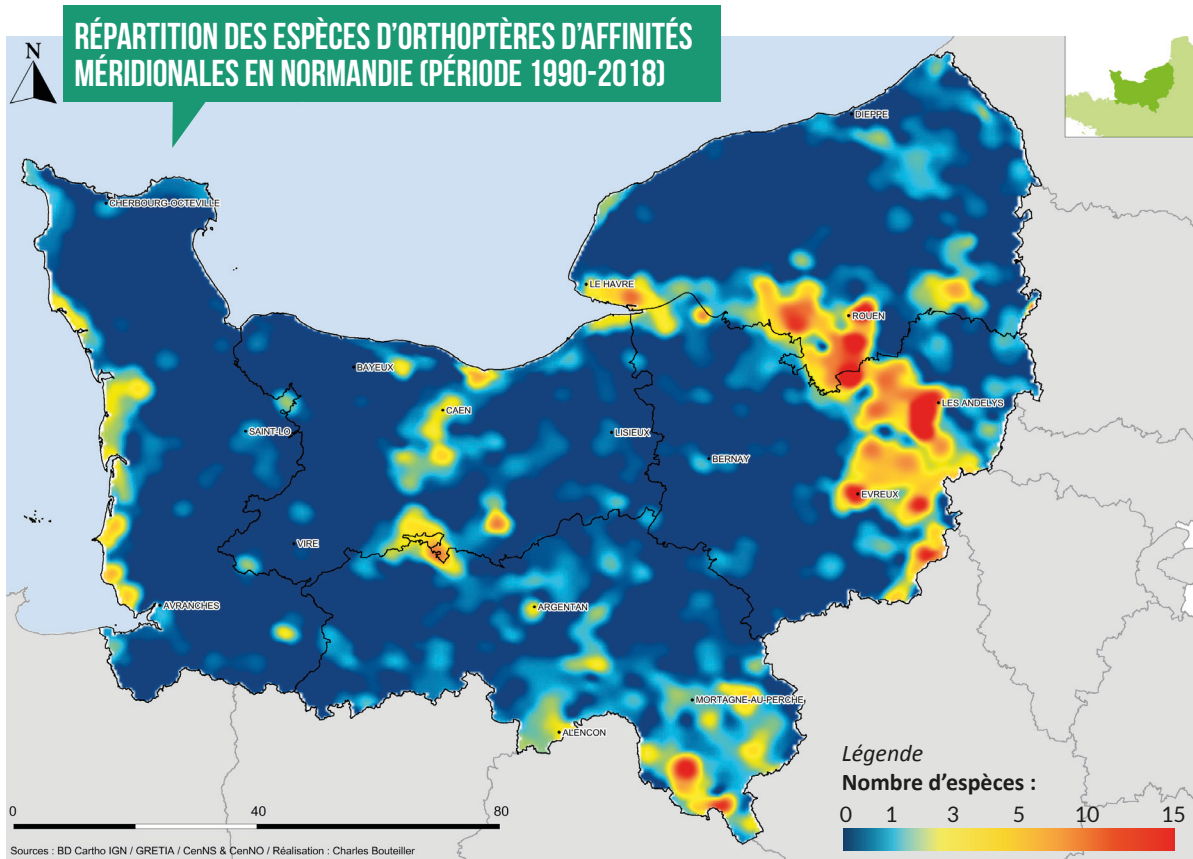 RÉPARTITION DES ESPÈCES D'ORTHOPTÈRES D'AFFINITÉS
MÉRIDIONALES EN NORMANDIE (PÉRIODE 1990-2018)
N
DIEPPE
CHERBOURG-OCTEVILLE
LE HAVRE
ROUEN
BAYEUX
LES ANDELYS
CAEN
SAINT-LO
LISIEUX
BERNAY
EVREUX
VIRE
AVRANCHES
ARGENTAN
MORTAGNE-AU-PERCHE
ALENCON
Légende
Nombre d'espèces :
0 1 3 5 10 15
0 40 80
Sources : BD Cartho IGN / GRETIA / CenNS & CenNO / Réalisation : Charles Bouteiller